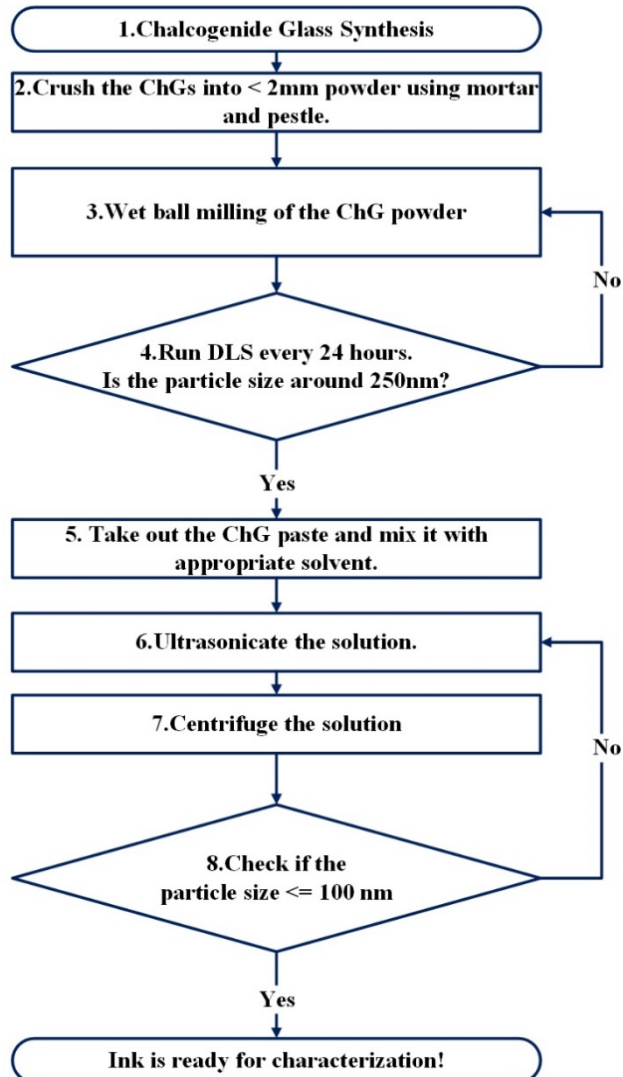 1.Chalcogenide Glass Synthesis
2.Crush the ChGs into < 2mm powder using mortar
and pestle.
3.Wet ball milling of the ChG powder
No
4.Run DLS every 24 hours.
Is the particle size around 250nm?
Yes
5. Take out the ChG paste and mix it with
appropriate solvent.
6.Ultrasonicate the solution.
7.Centrifuge the solution
No
8.Check if the
particle size <= 100 nm
Yes
Ink is ready for characterization!